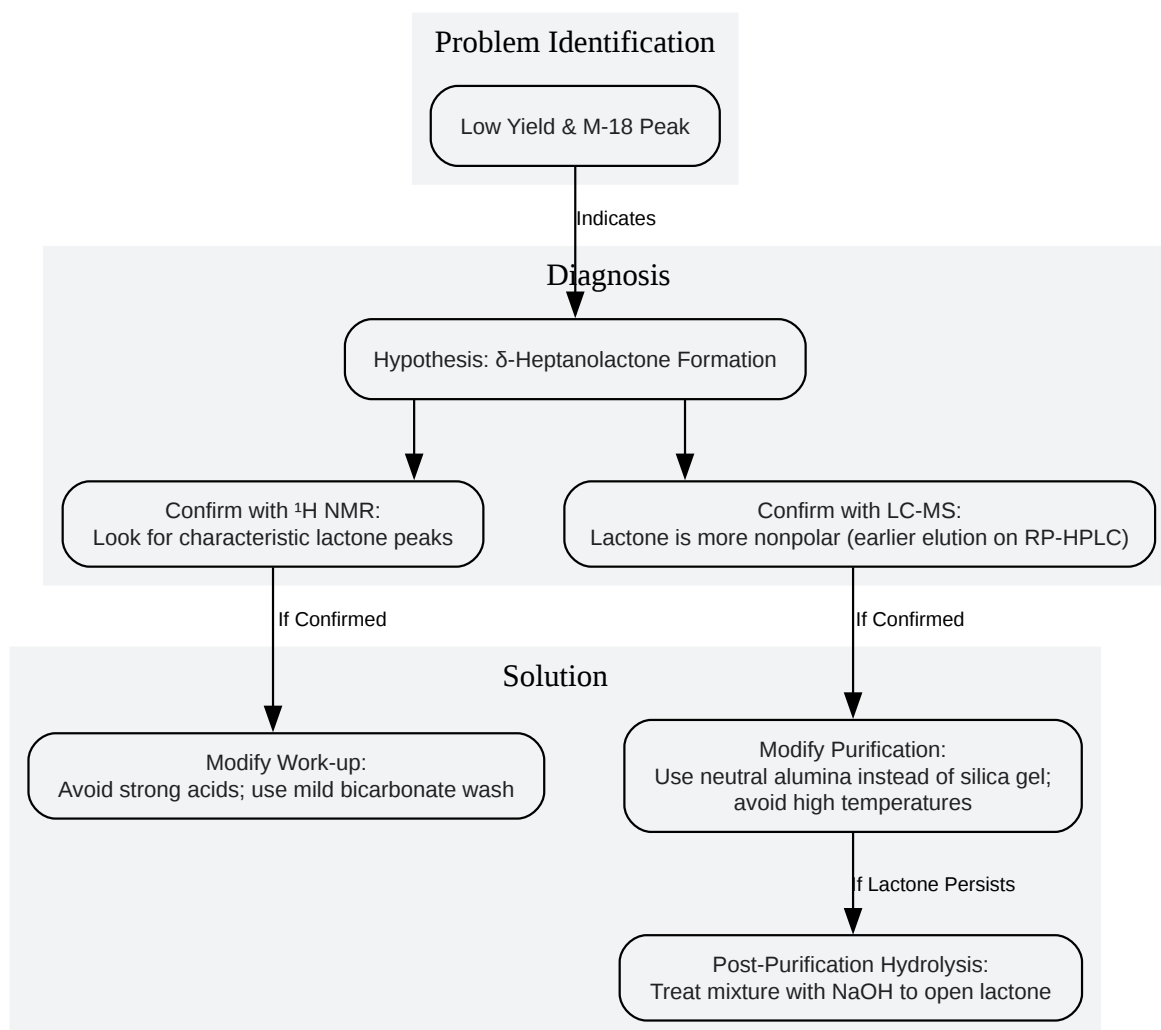 Problem Identification
Low Yield & M-18 Peak
Indicates
Diagnosis
Hypothesis: δ-Heptanolactone Formation
Confirm with ¹H NMR:
Look for characteristic lactone peaks
Confirm with LC-MS:
Lactone is more nonpolar (earlier elution on RP-HPLC)
If Confirmed
If Confirmed
Solution
Modify Work-up:
Avoid strong acids; use mild bicarbonate wash
Modify Purification:
Use neutral alumina instead of silica gel;
avoid high temperatures
If Lactone Persists
Post-Purification Hydrolysis:
Treat mixture with NaOH to open lactone